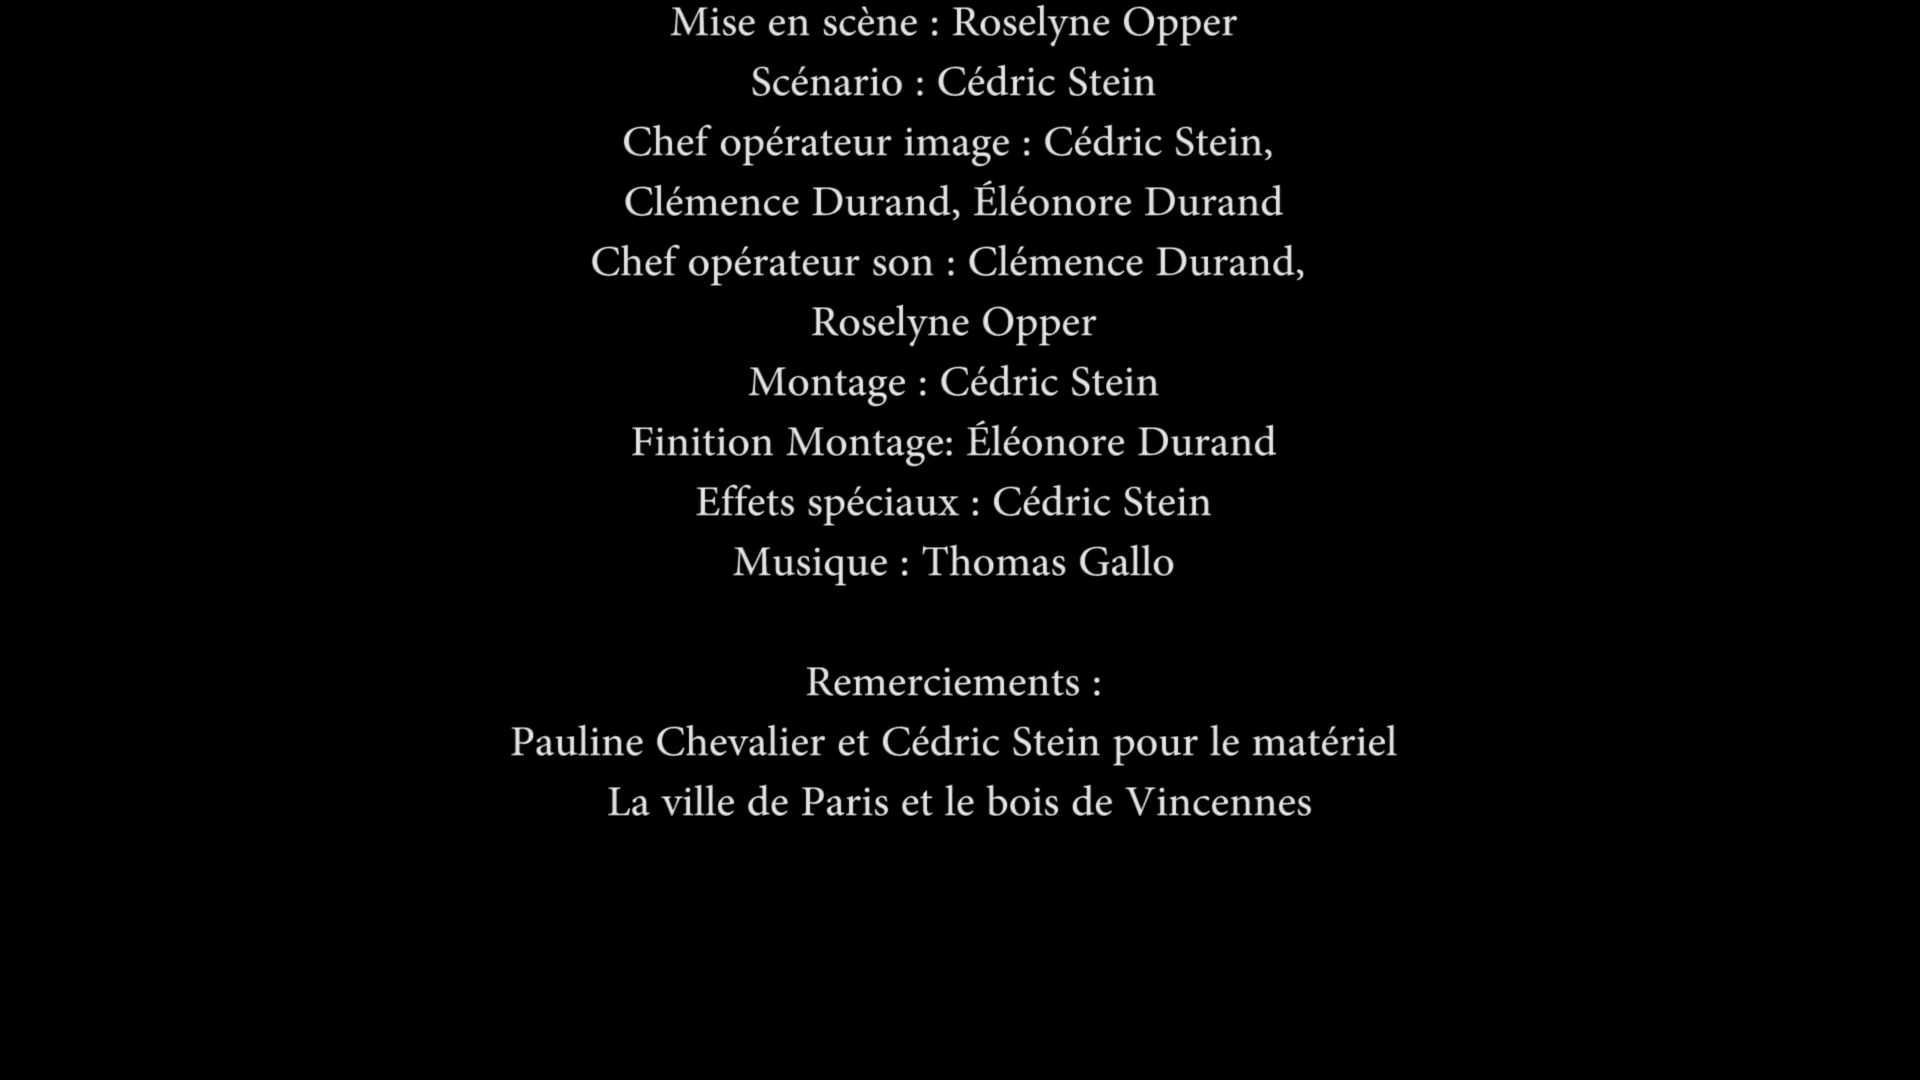 Mise en scène : Roselyne Opper
Scénario : Cédric Stein
Chef opérateur image : Cédric Stein,
Clémence Durand, Éléonore Durand
Chef opérateur son : Clémence Durand,
Roselyne Opper
Montage : Cédric Stein
Finition Montage: Éléonore Durand
Effets spéciaux : Cédric Stein
Musique : Thomas Gallo
Remerciements :
Pauline Chevalier et Cédric Stein pour le matériel
La ville de Paris et le bois de Vincennes